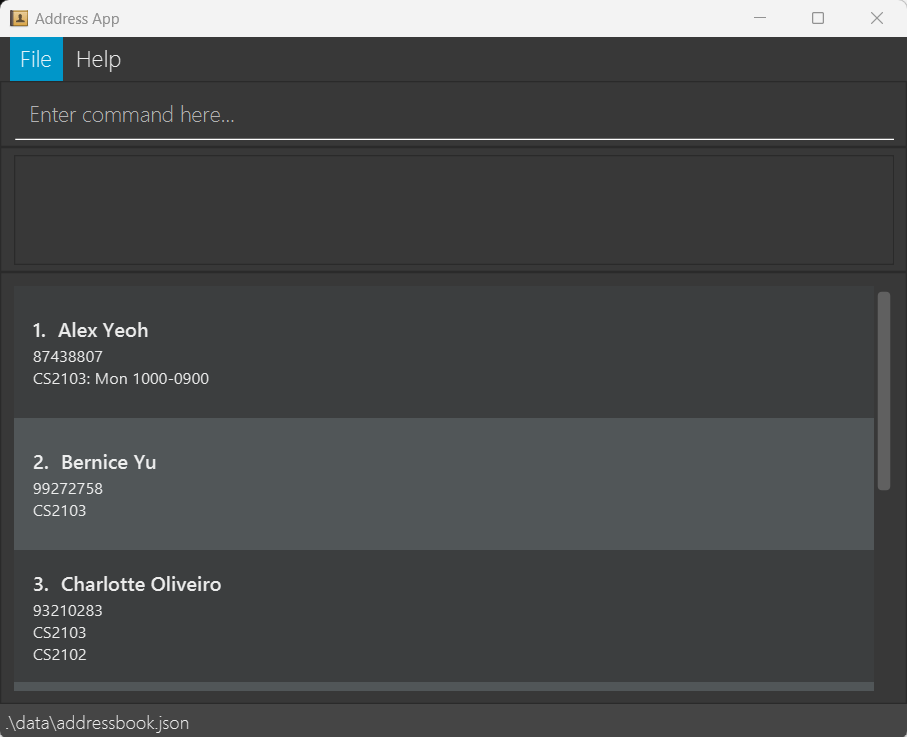 Address App
File Help
Enter command here...
1. Alex Yeoh
87438807
CS2103: Mon 1000-0900
2. Bernice Yu
99272758
CS2103
3. Charlotte Oliveiro
93210283
CS2103
CS2102
.\data\addressbook.json